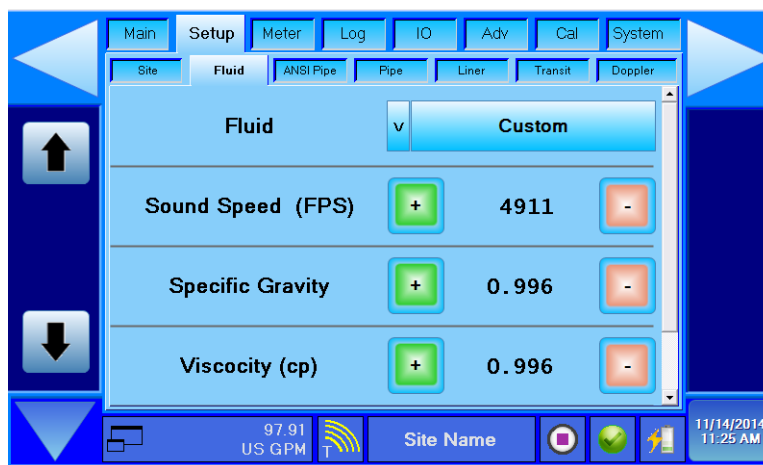 Main Setup Meter Log IO Adv Cal System
Site Fluid ANSI Pipe Pipe Liner Transit Doppler
Fluid v Custom
Sound Speed (FPS) + 4911 -
Specific Gravity + 0.996 -
Viscocity (cp) + 0.996 -
97.91
US GPM T Site Name
11/14/2014
11:25 AM